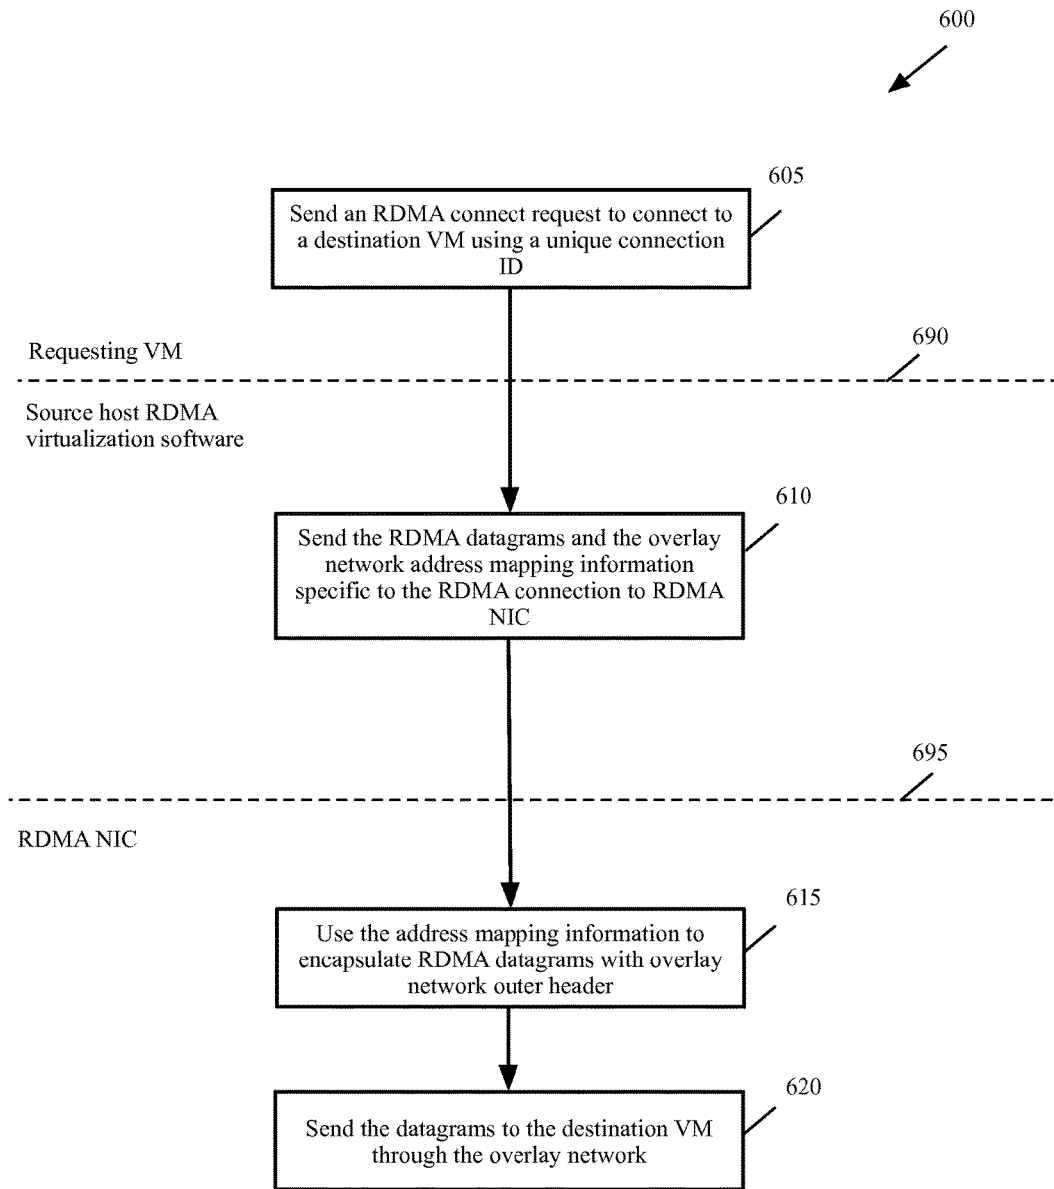 600
605
Send an RDMA connect request to connect to
a destination VM using a unique connection
ID
690
Requesting VM
Source host RDMA
virtualization software
610
Send the RDMA datagrams and the overlay
network address mapping information
specific to the RDMA connection to RDMA
NIC
695
RDMA NIC
615
Use the address mapping information to
encapsulate RDMA datagrams with overlay
network outer header
620
Send the datagrams to the destination VM
through the overlay network